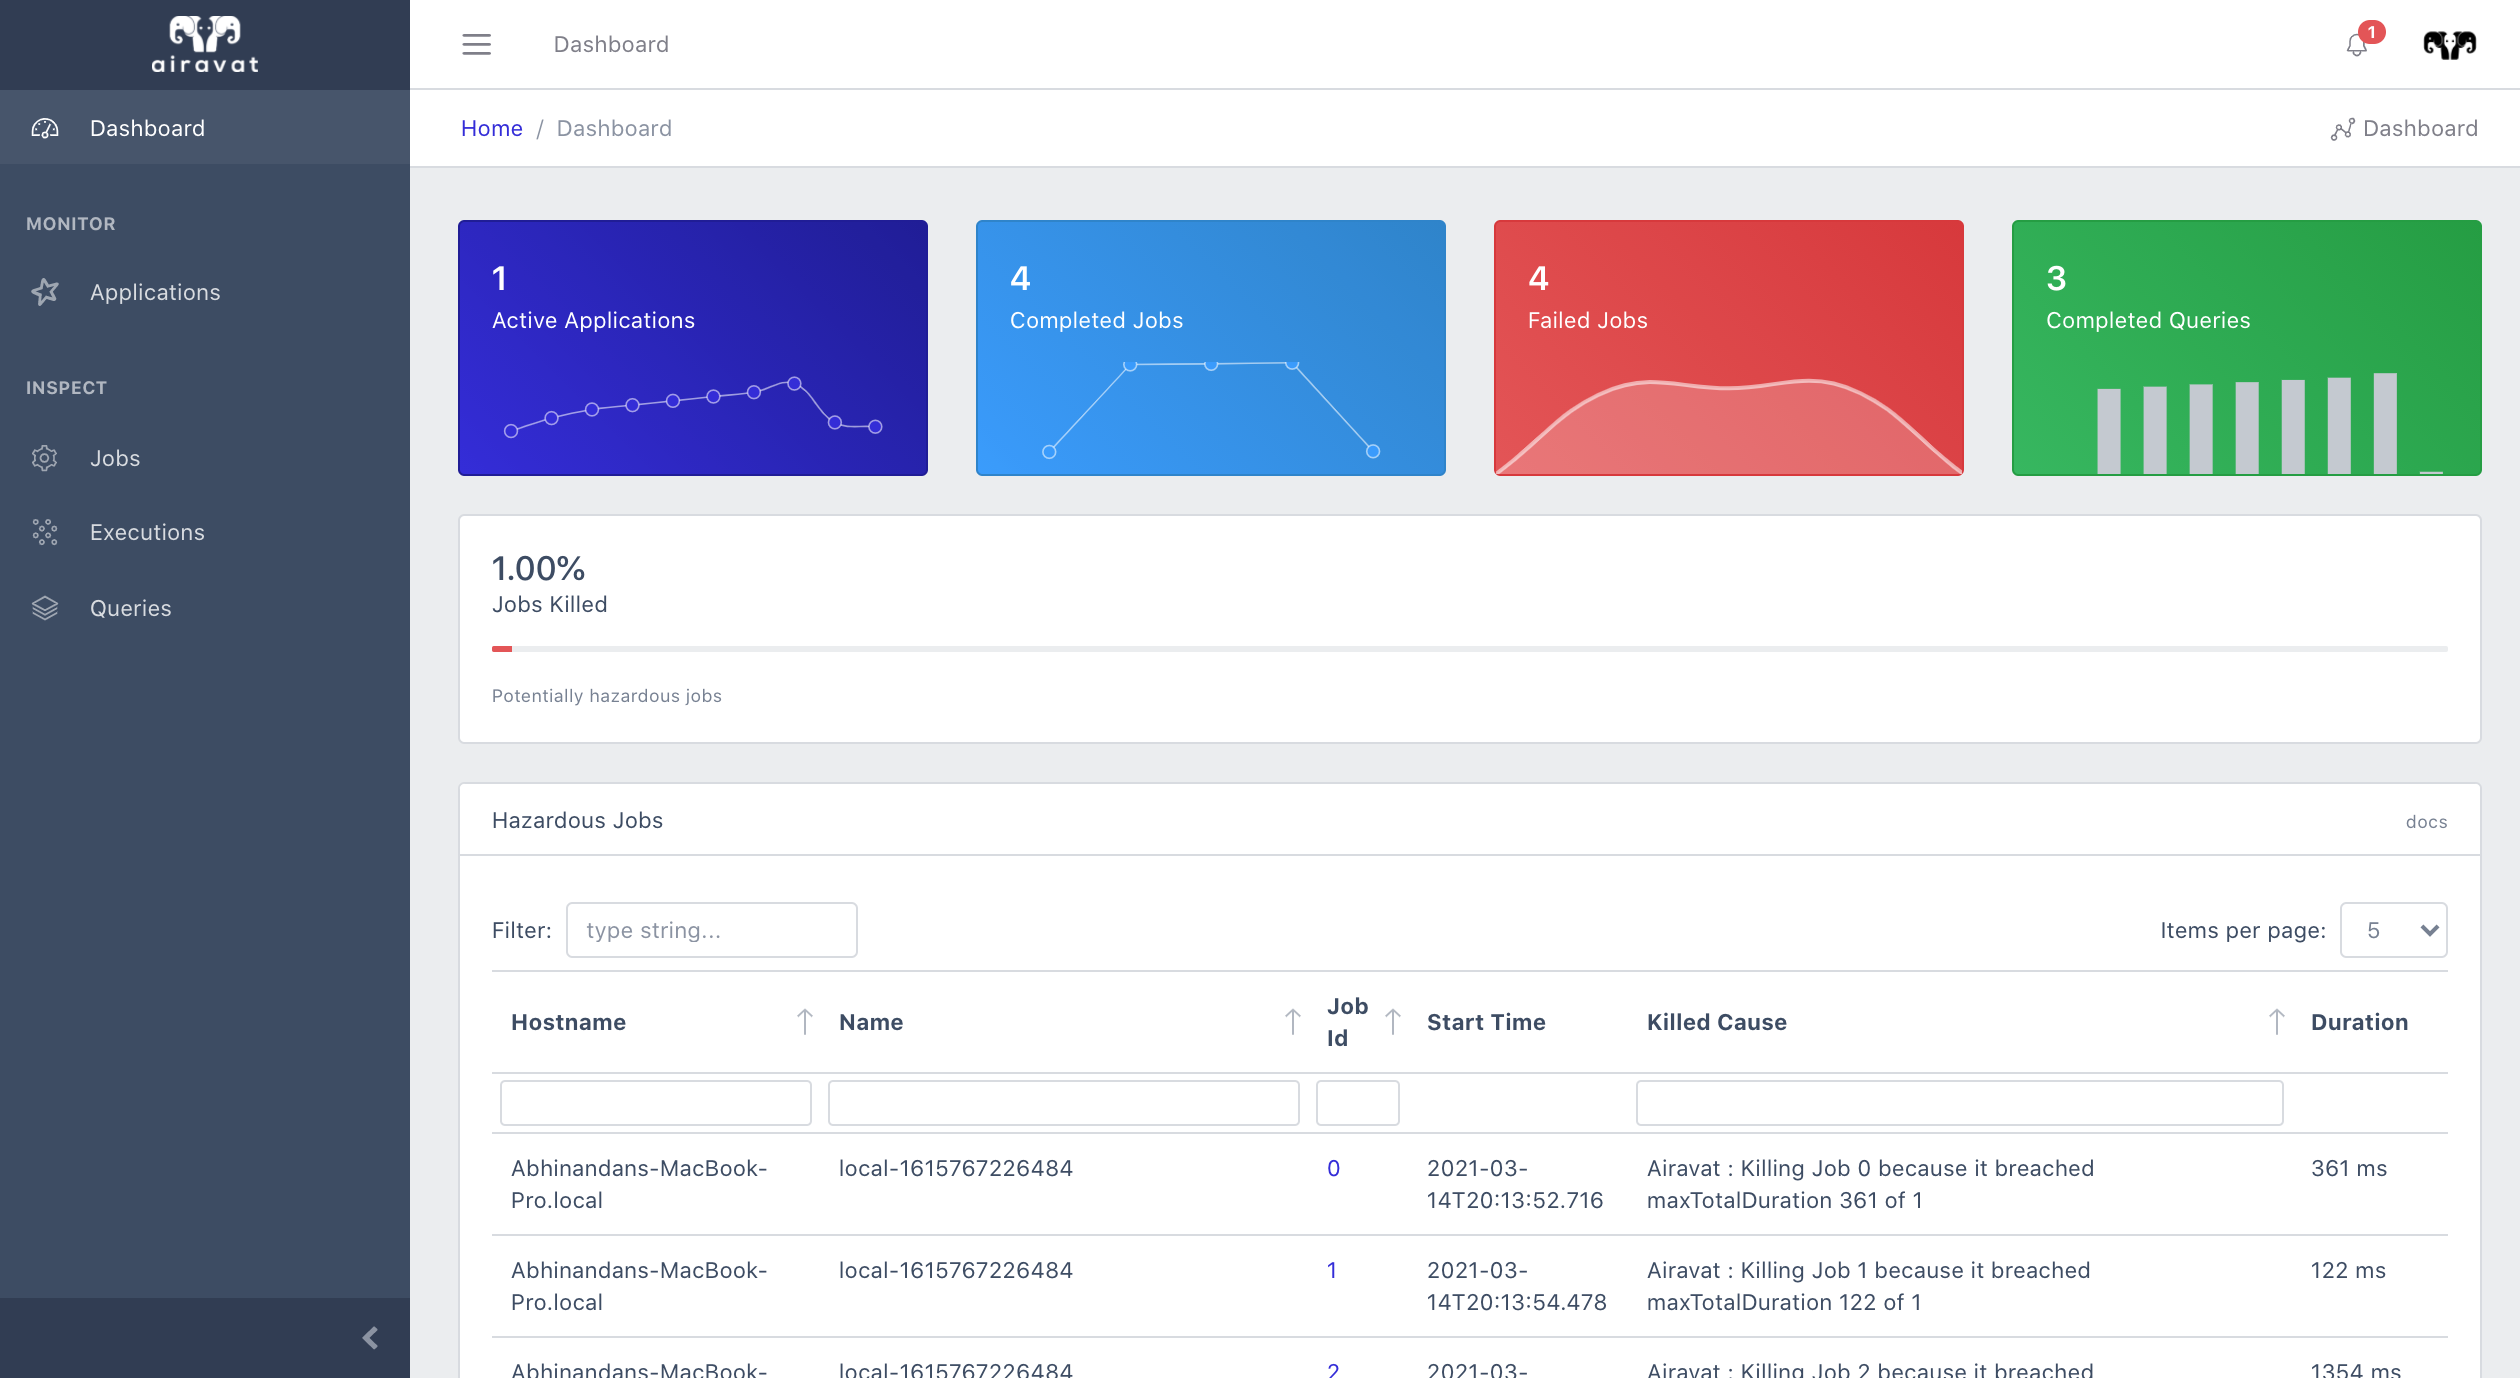 airavat
Dashboard
1
Dashboard
Home / Dashboard
Dashboard
MONITOR
Applications
INSPECT
Jobs
Executions
Queries
1
Active Applications
4
Completed Jobs
4
Failed Jobs
3
Completed Queries
1.00%
Jobs Killed
Potentially hazardous jobs
Hazardous Jobs
docs
Filter: type string...
Items per page: 5
Hostname Name Job Id Start Time Killed Cause Duration
Abhinandans-MacBook- local-1615767226484 0 2021-03- Airavat : Killing Job 0 because it breached 361 ms
Pro.local 14T20:13:52.716 maxTotalDuration 361 of 1
Abhinandans-MacBook- local-1615767226484 1 2021-03- Airavat : Killing Job 1 because it breached 122 ms
Pro.local 14T20:13:54.478 maxTotalDuration 122 of 1
Abhinandans-MacBook- local-1615767226484 2 2021-03- Airavat : Killing Job 2 because it breached 1354 ms